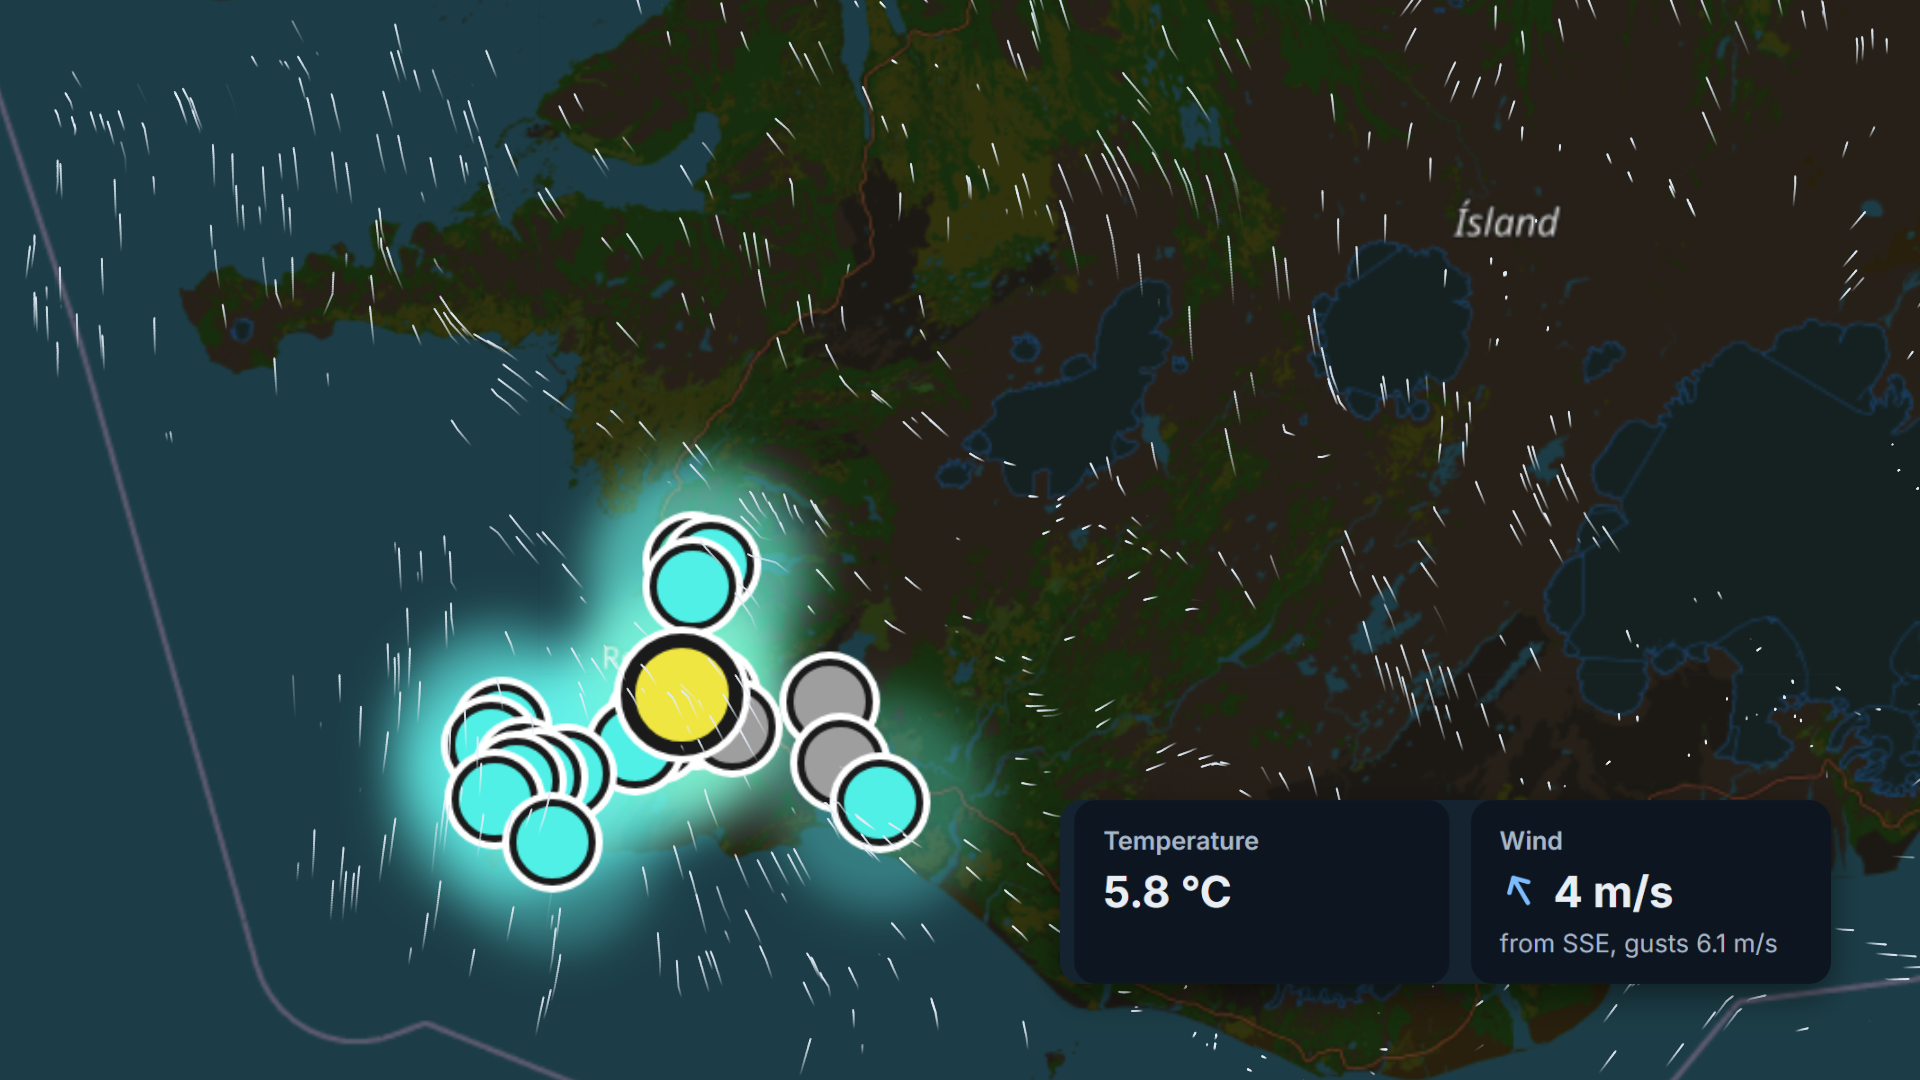 Ísland
Temperature
5.8 °C
Wind
4 m/s
from SSE, gusts 6.1 m/s